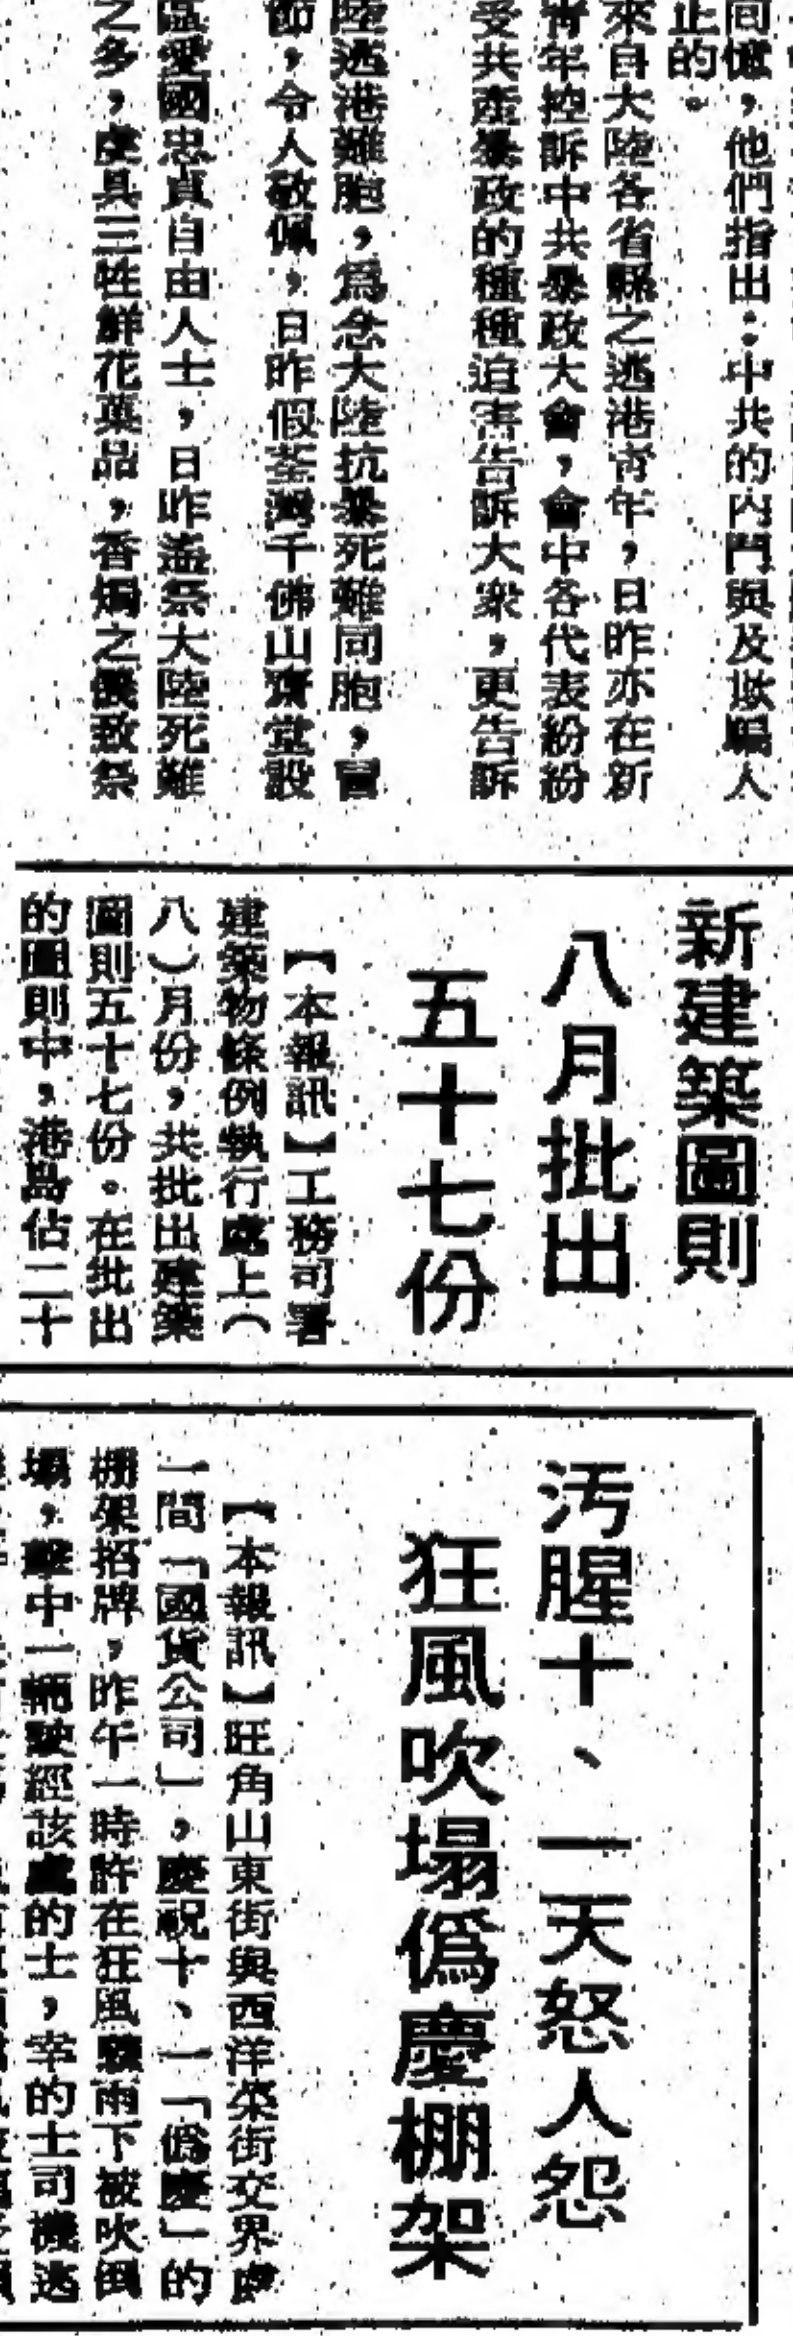 同憶，他們指出：中共的內鬥與及欺騙人
止的。
來自大陸各省縣之逃港青年，日昨亦在新
青年控訴中共暴政大會，會中各代表紛紛
受共產暴政的種種迫害告訴大衆，更告訴
陸逃港難胞，爲念大陸抗暴死難同胞，冒
節，令人敬佩，日昨假荃灣千佛山齋堂設
區愛國忠貞自由人士，日昨遙祭大陸死難
之多，虔具三牲鮮花菓品，香燭之儀致祭
新建築圖則
八月批出
五十七份
【本報訊】工務司署
建築物條例執行處上（
八）月份，共批出建築
圖則五十七份。在批出
的圖則中，港島佔二十
污腥十、一天怒人怨
狂風吹塌僞慶棚架
【本報訊】旺角山東街與西洋菜街交界處
一間「國貨公司」，慶祝十、一「僞慶」的
棚架招牌，昨午一時許在狂風驟雨下被吹倒
塌，擊中一輛駛經該處的士，幸的士司機逃